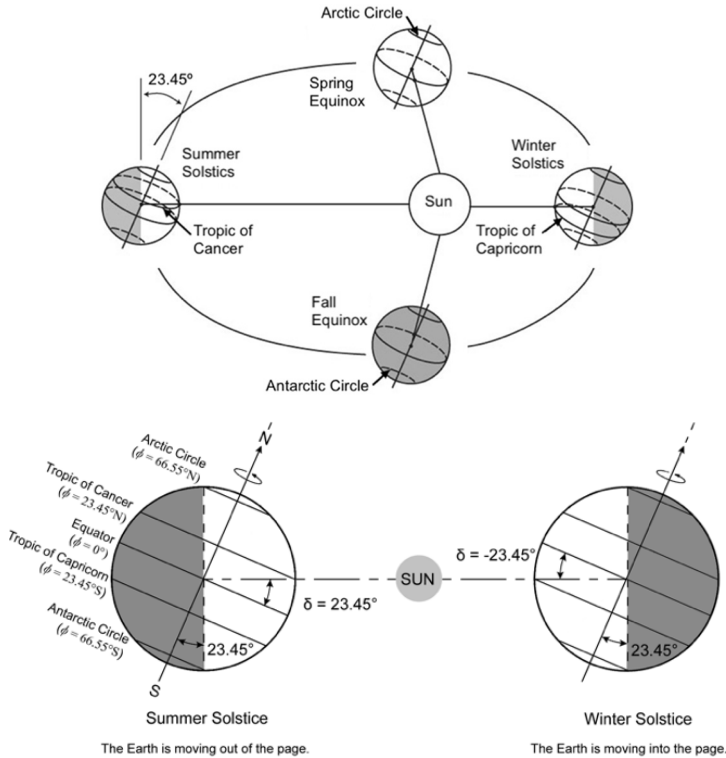 Arctic Circle
23.45º
Spring
Equinox
Summer
Solstics
Winter
Solstics
Sun
Tropic of
Cancer
Tropic of
Capricorn
Fall
Equinox
Antarctic Circle
N
Arctic Circle
(ϕ = 66.55°N)
Tropic of Cancer
(ϕ = 23.45°N)
Equator
(ϕ = 0°)
Tropic of Capricorn
(ϕ = 23.45°S)
Antarctic Circle
(ϕ = 66.55°S)
δ = -23.45°
SUN
δ = 23.45°
23.45°
23.45°
S
Summer Solstice
Winter Solstice
The Earth is moving out of the page.
The Earth is moving into the page.